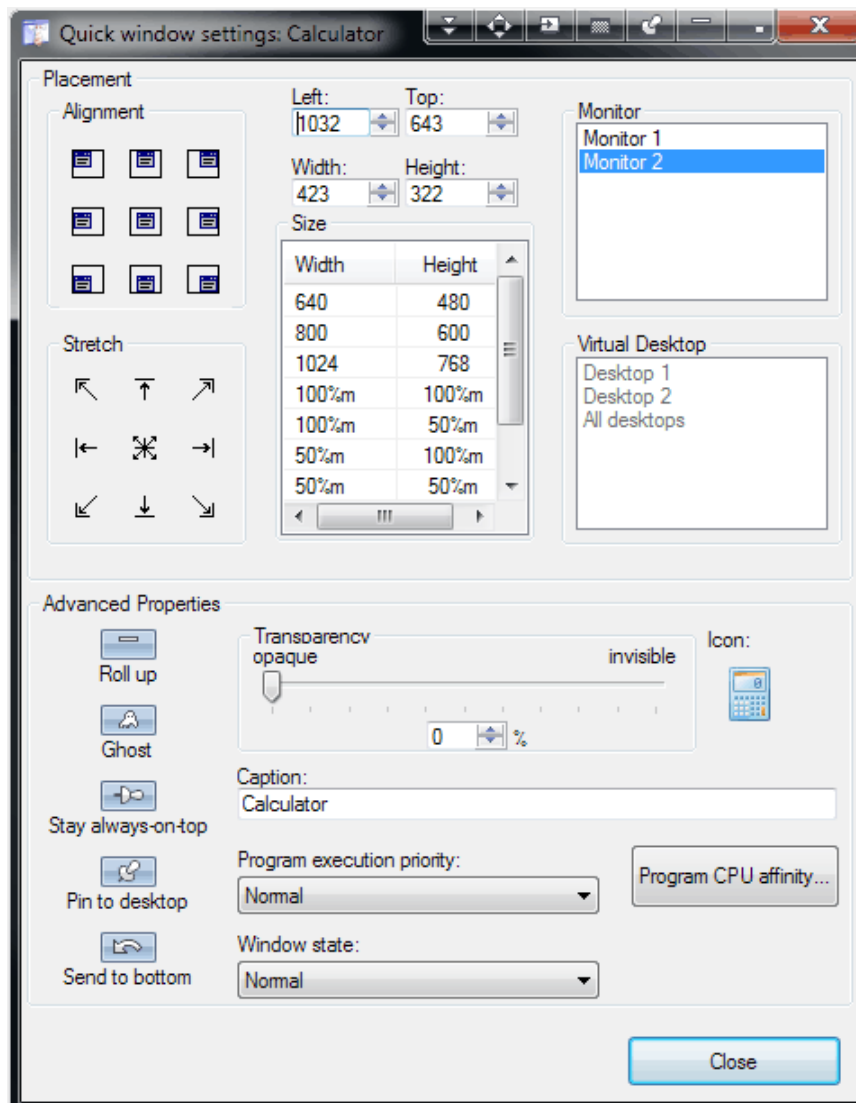 Quick window settings: Calculator
Placement
Alignment
Left: Top:
1032 643
Width: Height:
423 322
Size
Width Height
640 480
800 600
1024 768
100%m 100%m
100%m 50%m
50%m 100%m
50%m 50%m
Monitor
Monitor 1
Monitor 2
Stretch
Virtual Desktop
Desktop 1
Desktop 2
All desktops
Advanced Properties
Roll up
Ghost
Stay always-on-top
Pin to desktop
Send to bottom
Transparency
opaque invisible
0 %
Icon:
0
Caption:
Calculator
Program execution priority:
Normal
Program CPU affinity...
Window state:
Normal
Close